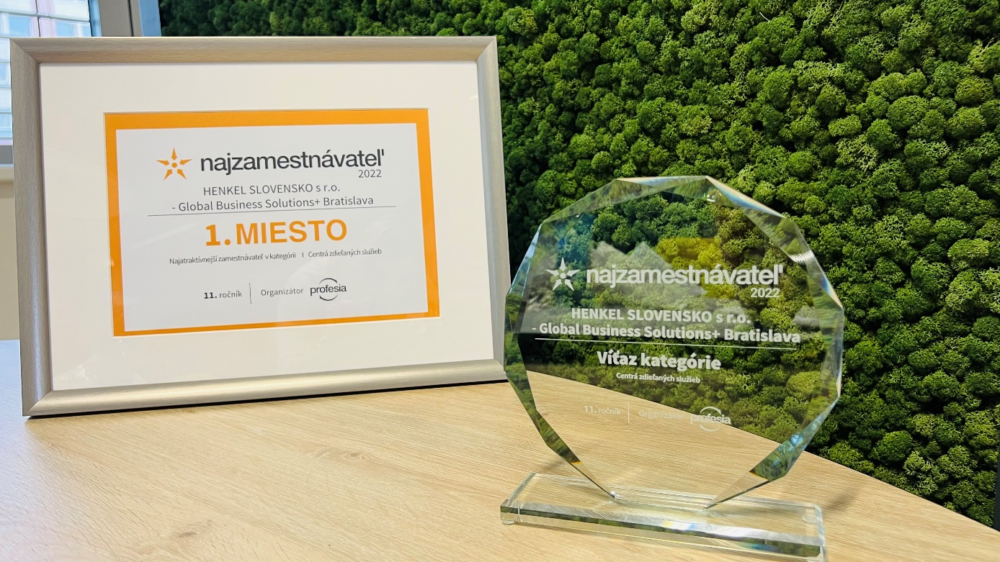 najzamestnávateľ
2022
HENKEL SLOVENSKO s r.o.
- Global Business Solutions+ Bratislava
1. MIESTO
Najatraktívnejší zamestnávateľ v kategórii I Centrá zdieľaných služieb
11. ročník Organizátor profesia
najzamestnávateľ
2022
HENKEL SLOVENSKO s r.o.
- Global Business Solutions+ Bratislava
Víťaz kategórie
Centrá zdieľaných služieb
11. ročník Organizátor profesia